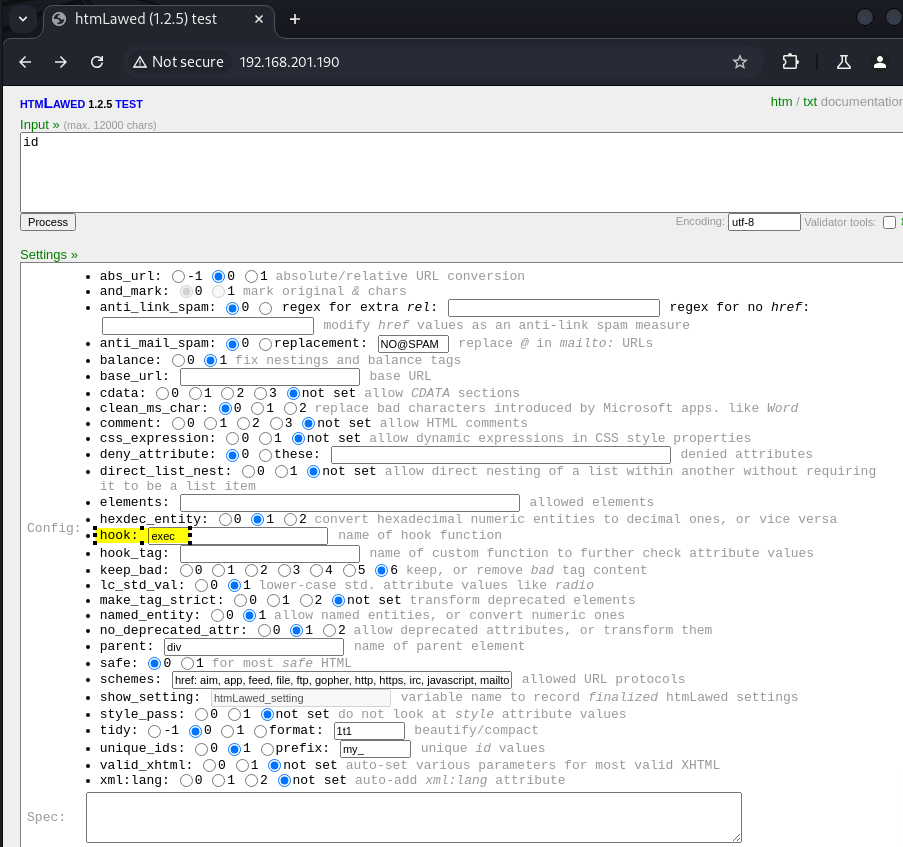 htmLawed (1.2.5) test
Not secure 192.168.201.190
HTMLAWED 1.2.5 TEST
htm / txt documentation
Input » (max. 12000 chars)
id
Process
Encoding: utf-8 Validator tools:
Settings »
Config:
abs_url: -1 0 1 absolute/relative URL conversion
and_mark: 0 1 mark original & chars
anti_link_spam: 0 regex for extra rel: regex for no href:
modify href values as an anti-link spam measure
anti_mail_spam: 0 replacement: NO@SPAM replace @ in mailto: URLs
balance: 0 1 fix nestings and balance tags
base_url: base URL
cdata: 0 1 2 3 not set allow CDATA sections
clean_ms_char: 0 1 2 replace bad characters introduced by Microsoft apps. like Word
comment: 0 1 2 3 not set allow HTML comments
css_expression: 0 1 not set allow dynamic expressions in CSS style properties
deny_attribute: 0 these: denied attributes
direct_list_nest: 0 1 not set allow direct nesting of a list within another without requiring
it to be a list item
elements: allowed elements
hexdec_entity: 0 1 2 convert hexadecimal numeric entities to decimal ones, or vice versa
hook: exec name of hook function
hook_tag: name of custom function to further check attribute values
keep_bad: 0 1 2 3 4 5 6 keep, or remove bad tag content
lc_std_val: 0 1 lower-case std. attribute values like radio
make_tag_strict: 0 1 2 not set transform deprecated elements
named_entity: 0 1 allow named entities, or convert numeric ones
no_deprecated_attr: 0 1 2 allow deprecated attributes, or transform them
parent: div name of parent element
safe: 0 1 for most safe HTML
schemes: href: aim, app, feed, file, ftp, gopher, http, https, irc, javascript, mailto allowed URL protocols
show_setting: htmLawed_setting variable name to record finalized htmLawed settings
style_pass: 0 1 not set do not look at style attribute values
tidy: -1 0 1 format: 1t1 beautify/compact
unique_ids: 0 1 prefix: my_ unique id values
valid_xhtml: 0 1 not set auto-set various parameters for most valid XHTML
xml:lang: 0 1 2 not set auto-add xml:lang attribute
Spec: